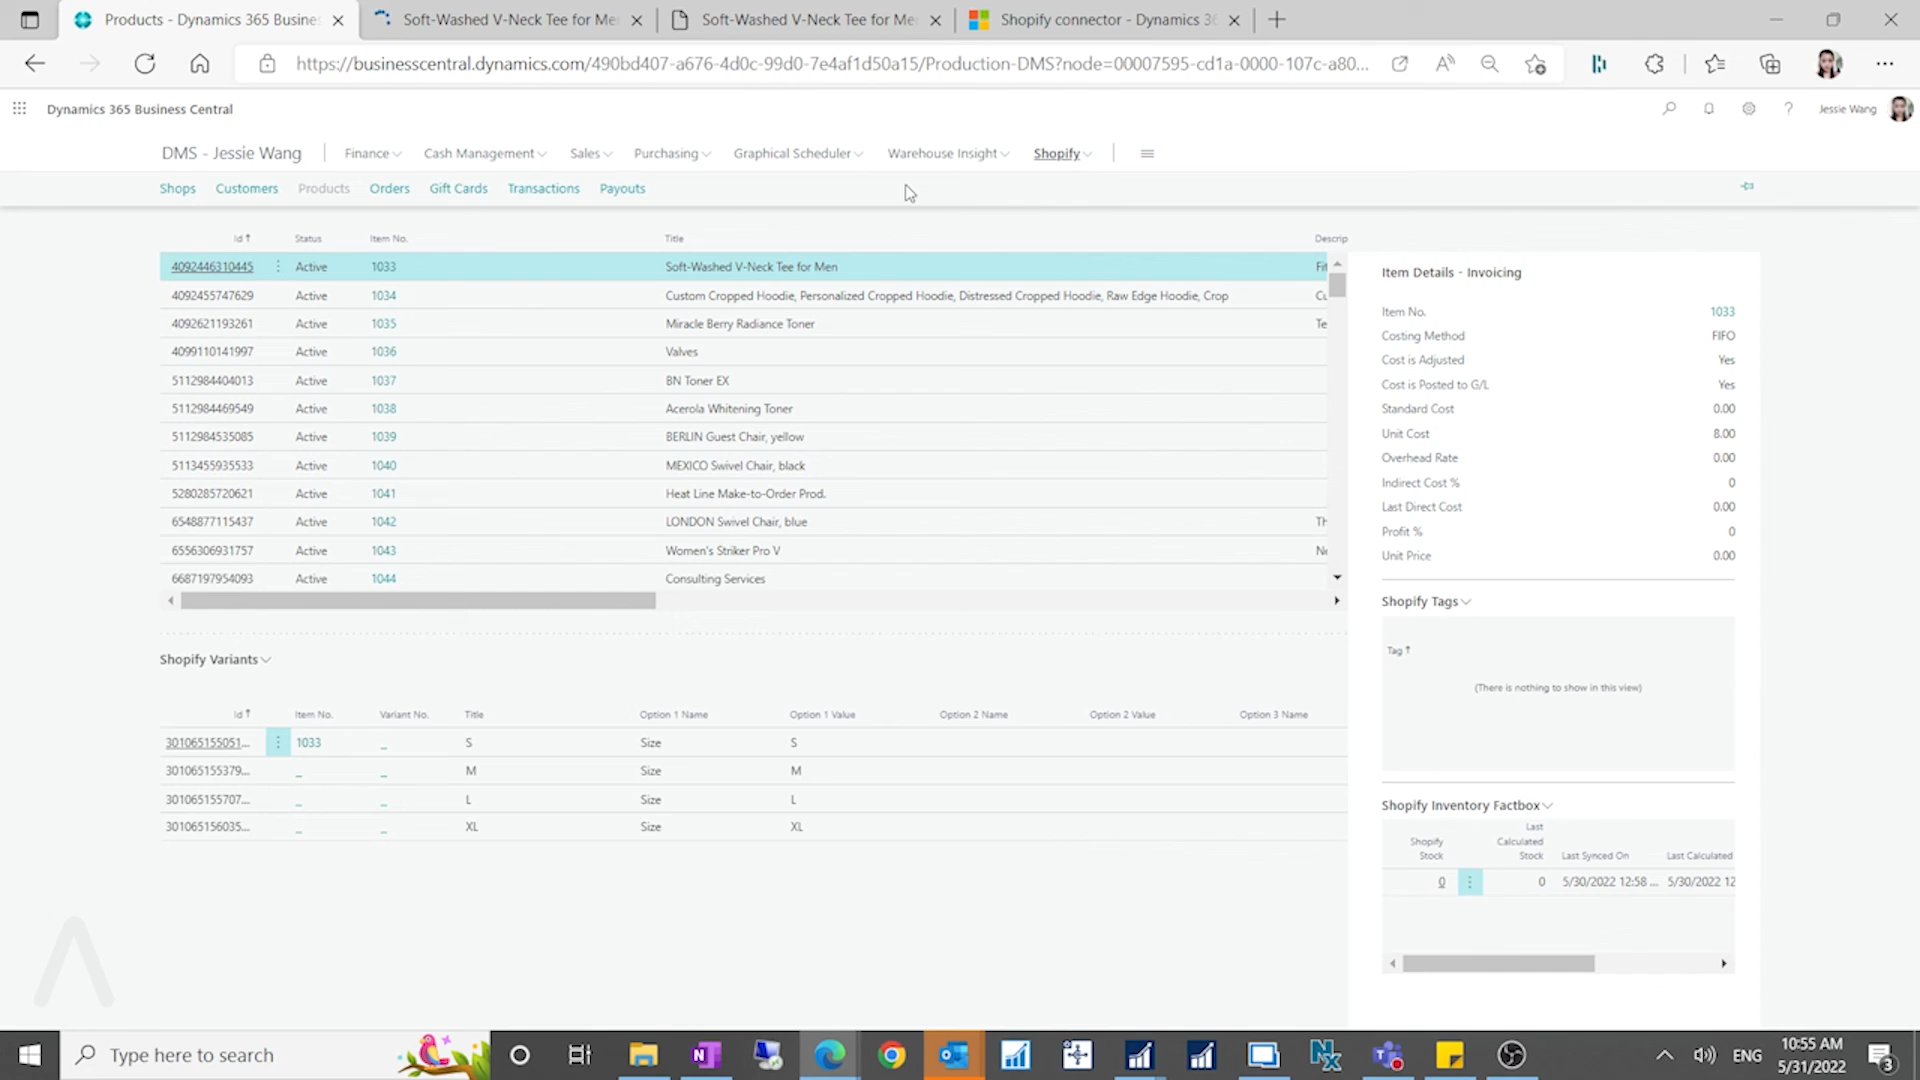 Products - Dynamics 365 Busines
Soft-Washed V-Neck Tee for Me
Soft-Washed V-Neck Tee for Me
Shopify connector - Dynamics 36
https://businesscentral.dynamics.com/490bd407-a676-4d0c-99d0-7e4af1d50a15/Production-DMS?node=00007595-cd1a-0000-107c-a80...
Dynamics 365 Business Central
Jessie Wang
DMS - Jessie Wang
Finance Cash Management Sales Purchasing Graphical Scheduler Warehouse Insight Shopify
Shops Customers Products Orders Gift Cards Transactions Payouts
Id↑ Status Item No. Title Descrip
4092446310445 Active 1033 Soft-Washed V-Neck Tee for Men Fit
4092455747629 Active 1034 Custom Cropped Hoodie, Personalized Cropped Hoodie, Distressed Cropped Hoodie, Raw Edge Hoodie, Crop Cu
4092621193261 Active 1035 Miracle Berry Radiance Toner Te
4099110141997 Active 1036 Valves
5112984404013 Active 1037 BN Toner EX
5112984469549 Active 1038 Acerola Whitening Toner
5112984535085 Active 1039 BERLIN Guest Chair, yellow
5113455935533 Active 1040 MEXICO Swivel Chair, black
5280285720621 Active 1041 Heat Line Make-to-Order Prod.
6548877115437 Active 1042 LONDON Swivel Chair, blue Th
6556306931757 Active 1043 Women's Striker Pro V Ne
6687197954093 Active 1044 Consulting Services
Item Details - Invoicing
Item No. 1033
Costing Method FIFO
Cost is Adjusted Yes
Cost is Posted to G/L Yes
Standard Cost 0.00
Unit Cost 8.00
Overhead Rate 0.00
Indirect Cost % 0
Last Direct Cost 0.00
Profit % 0
Unit Price 0.00
Shopify Tags
Tag↑
(There is nothing to show in this view)
Shopify Variants
Id↑ Item No. Variant No. Title Option 1 Name Option 1 Value Option 2 Name Option 2 Value Option 3 Name
301065155051... 1033 _ S Size S
301065155379... _ _ M Size M
301065155707... _ _ L Size L
301065156035... _ _ XL Size XL
Shopify Inventory Factbox
Shopify Stock Last Calculated Stock Last Synced On Last Calculated
0 0 5/30/2022 12:58 ... 5/30/2022 12
Type here to search
ENG
10:55 AM
5/31/2022
3